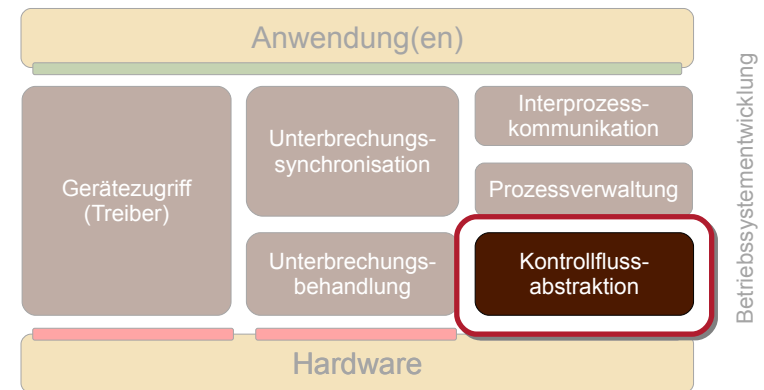 Anwendung(en)
Gerätezugriff
(Treiber)
Unterbrechungs-
synchronisation
Unterbrechungs-
behandlung
Interprozess-
kommunikation
Prozessverwaltung
Kontrollfluss-
abstraktion
Hardware
Betriebssystementwicklung